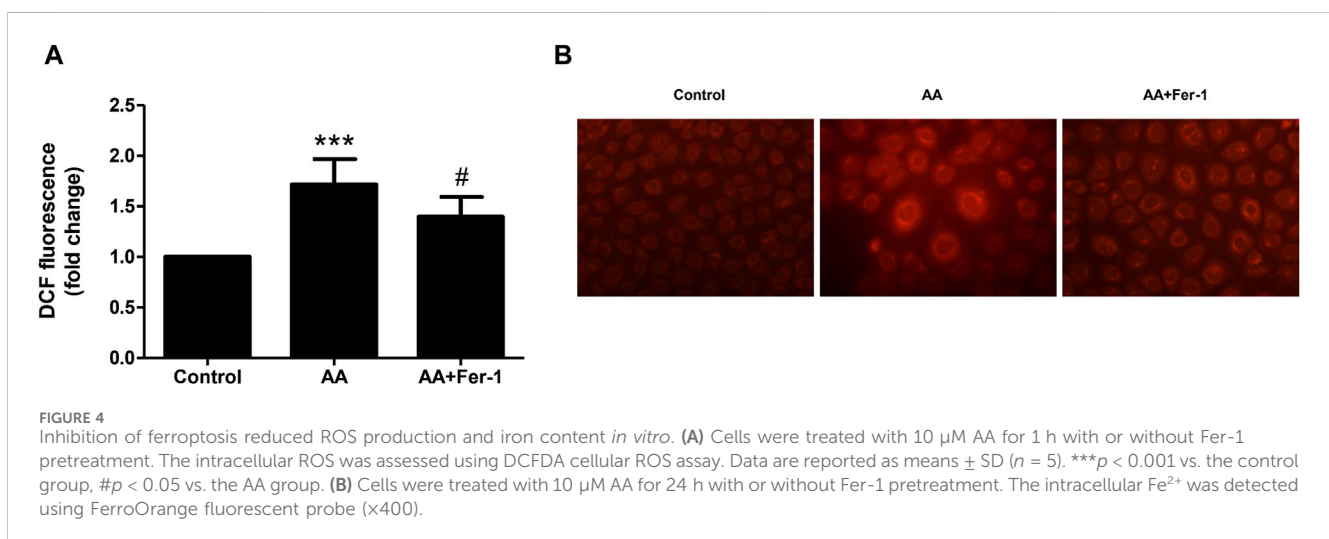 A
B
DCF fluorescence
(fold change)
2.5
2.0
1.5
1.0
0.5
0.0
***
#
Control
AA
AA+Fer-1
Control
AA
AA+Fer-1
FIGURE 4
Inhibition of ferroptosis reduced ROS production and iron content in vitro. (A) Cells were treated with 10 µM AA for 1 h with or without Fer-1
pretreatment. The intracellular ROS was assessed using DCFDA cellular ROS assay. Data are reported as means ± SD (n = 5). ***p < 0.001 vs. the control
group, #p < 0.05 vs. the AA group. (B) Cells were treated with 10 µM AA for 24 h with or without Fer-1 pretreatment. The intracellular Fe²⁺ was detected
using FerroOrange fluorescent probe (×400).